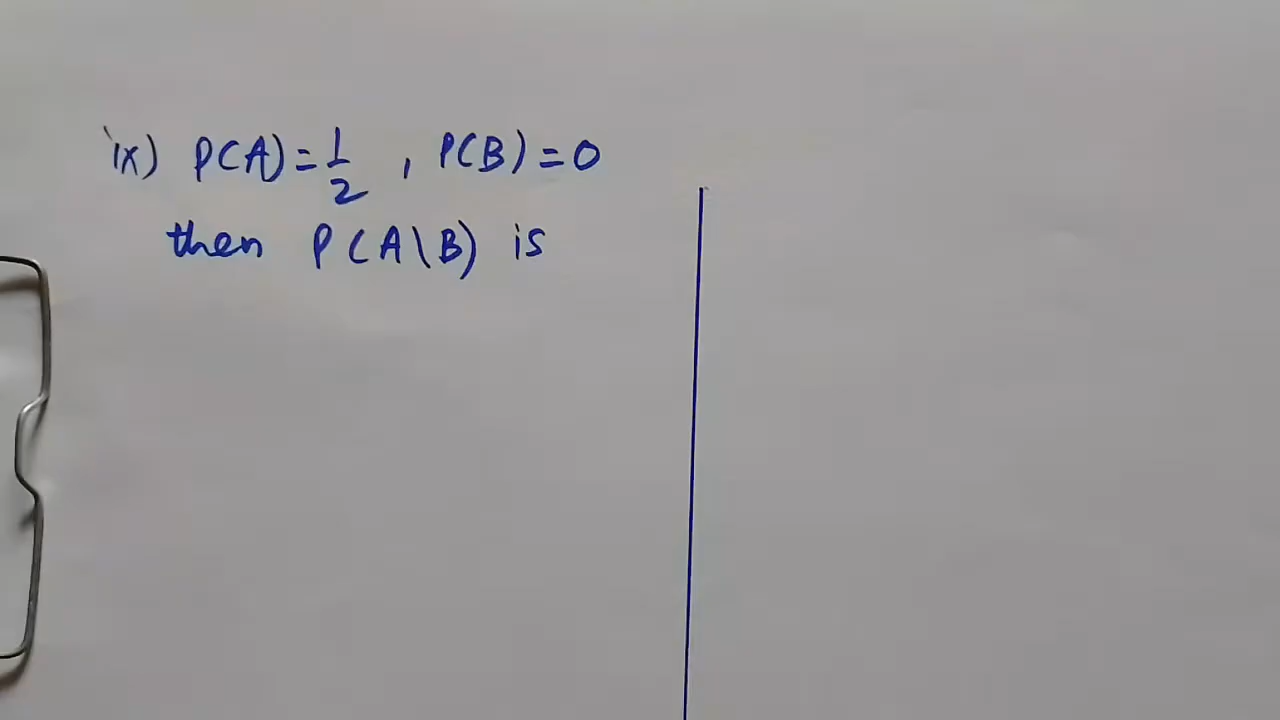 ix) P(A)=1/2 , P(B)=0
then P(A\B) is